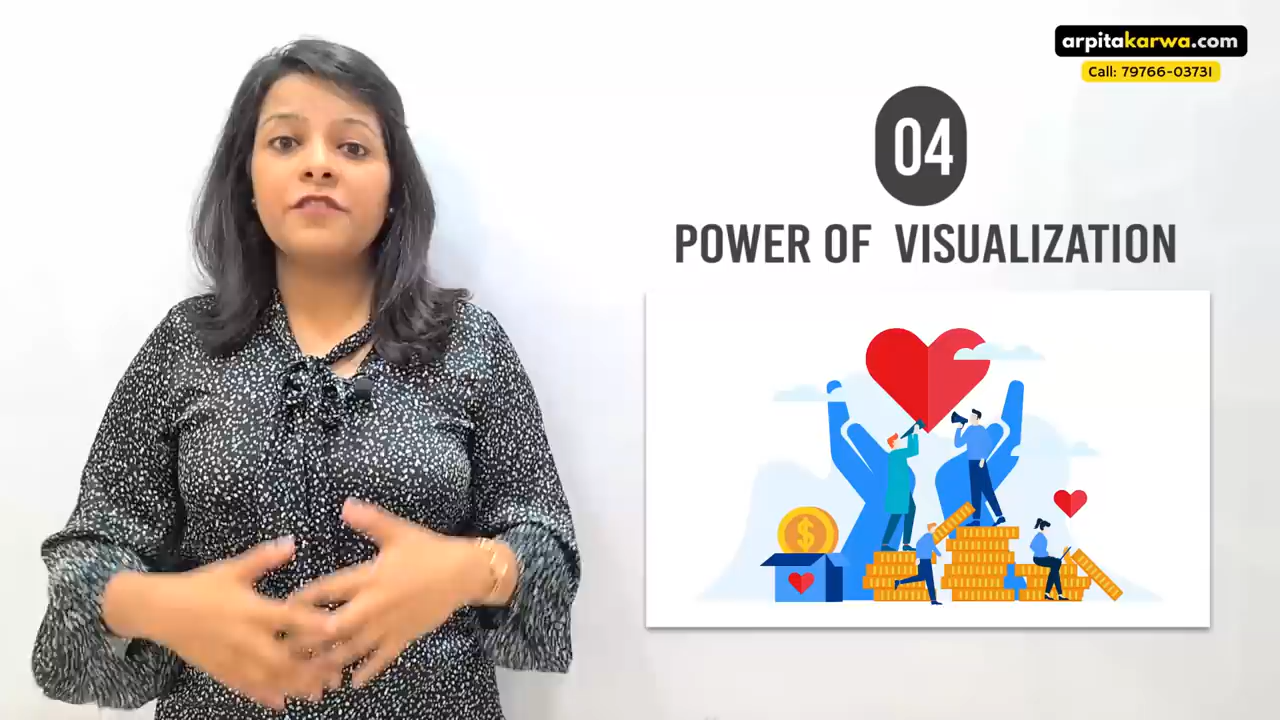 arpitakarwa.com
Call: 79766-03731
04
POWER OF VISUALIZATION
$